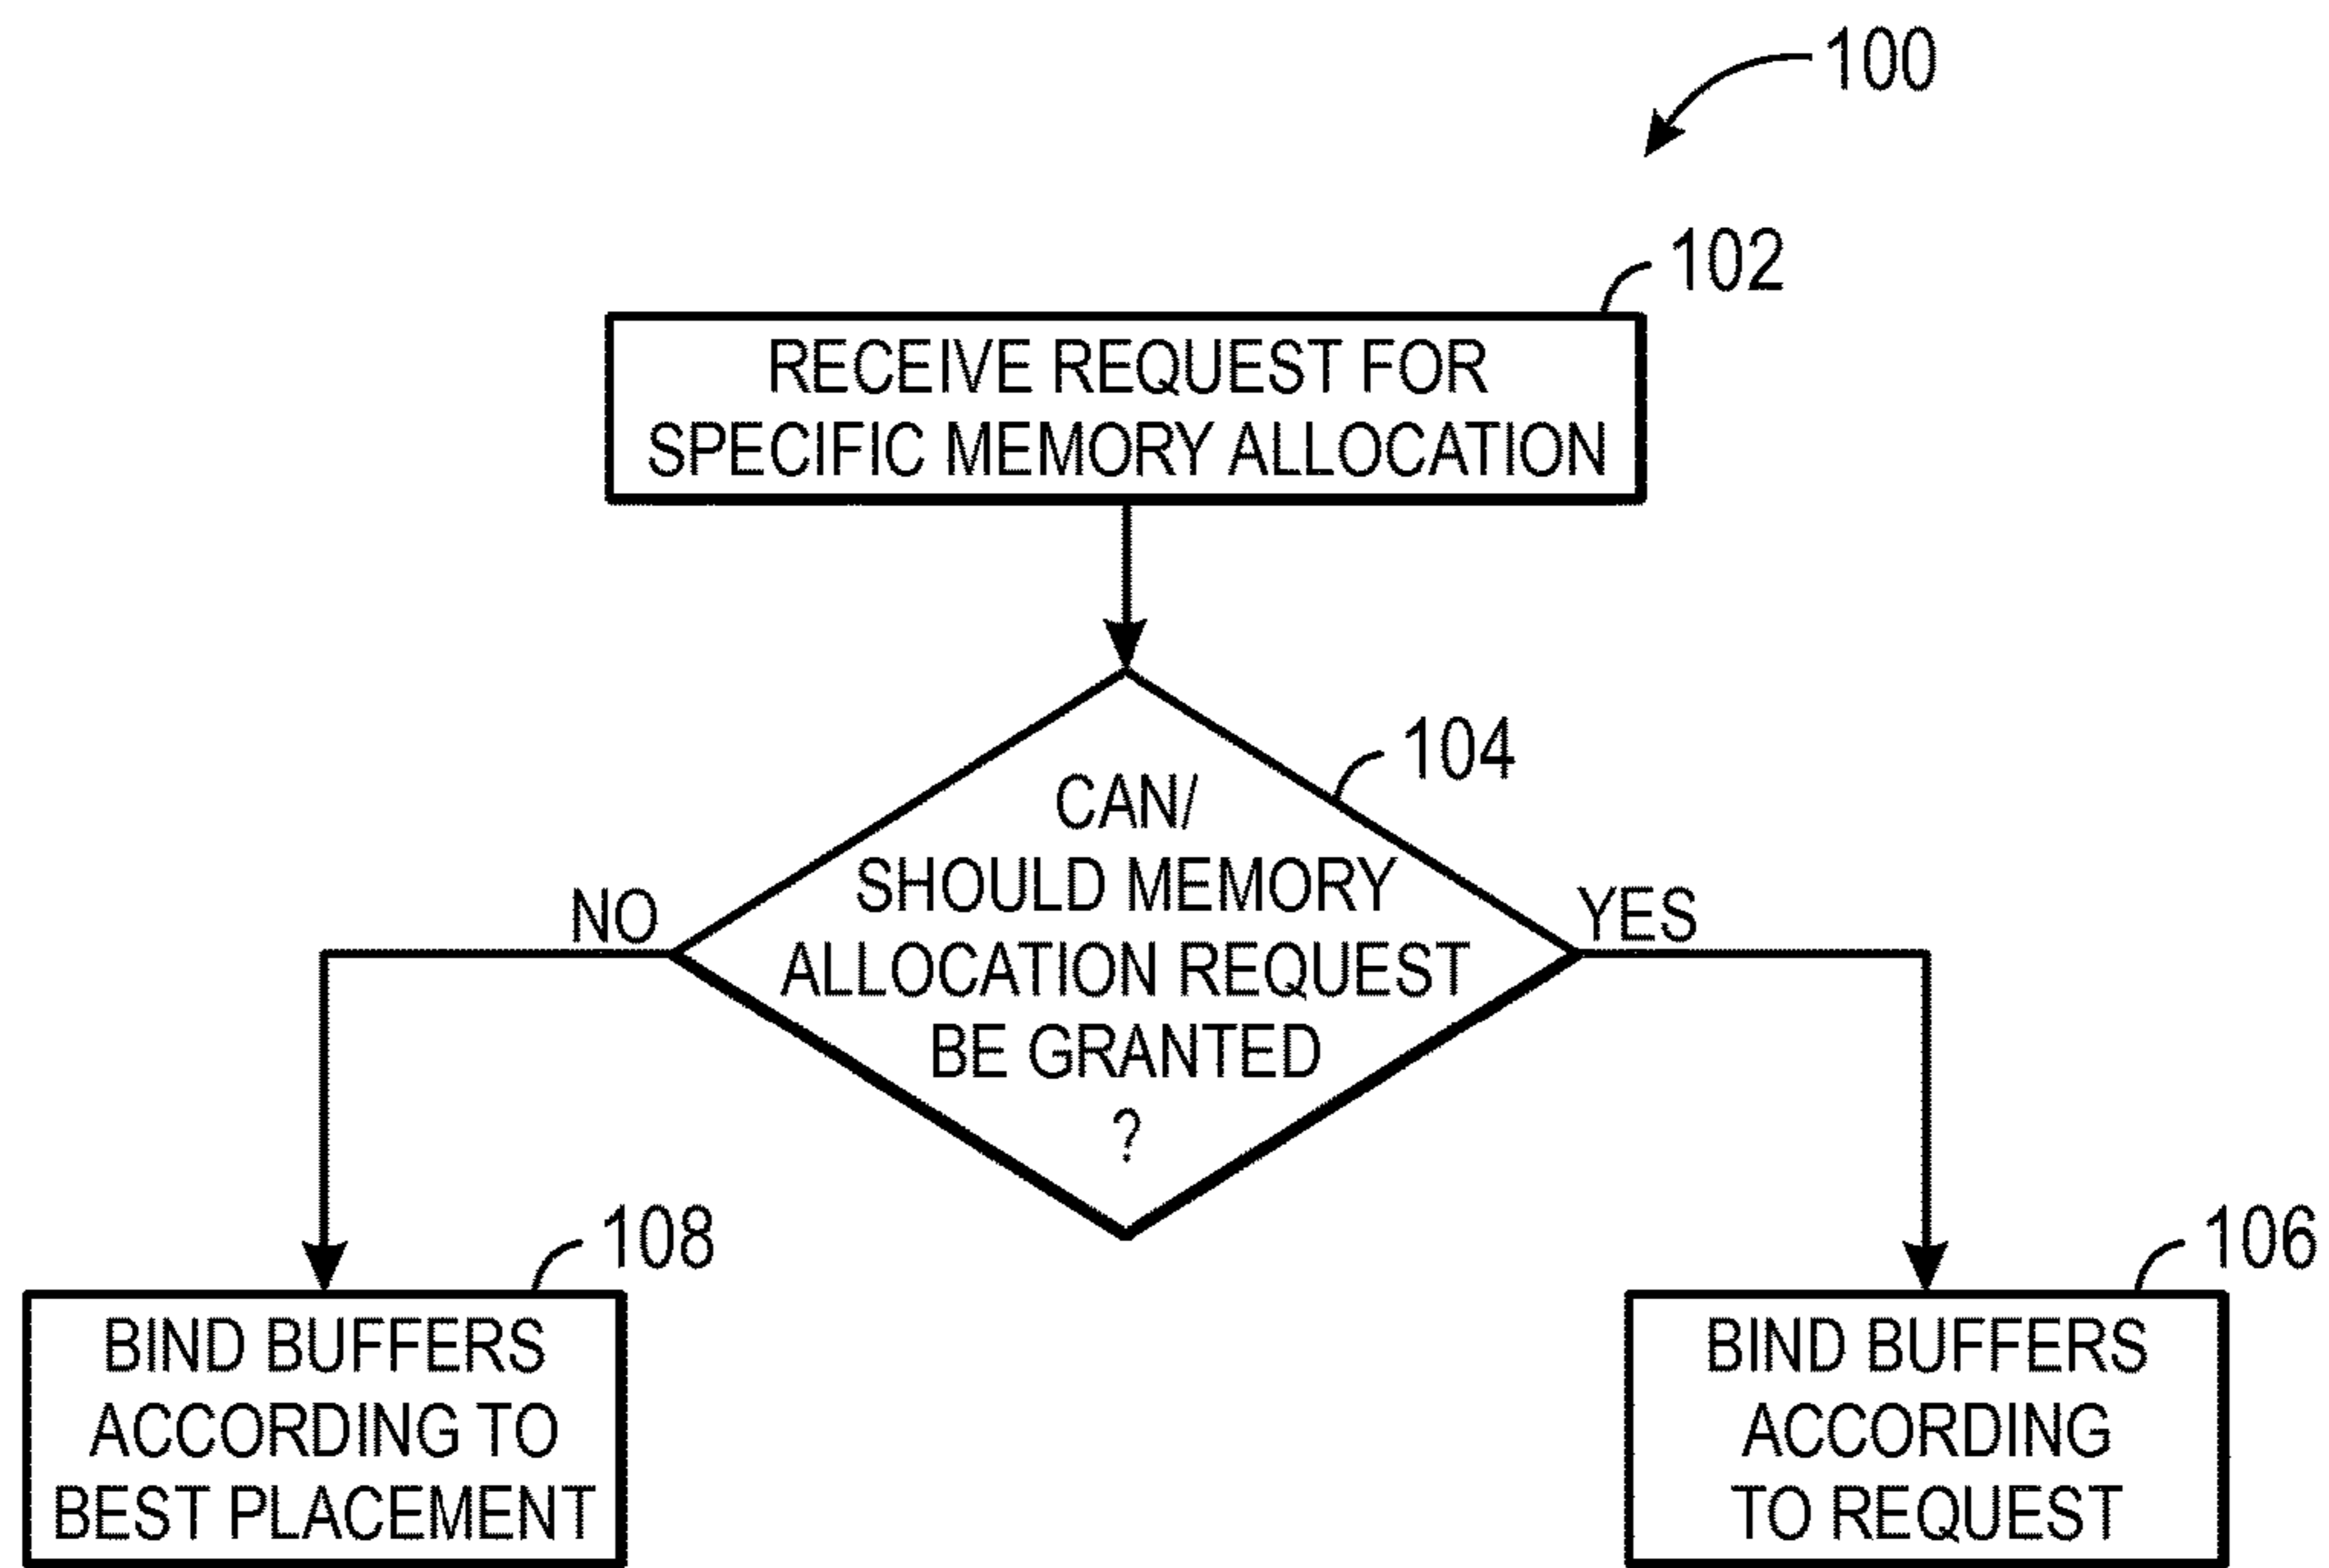 100
102
RECEIVE REQUEST FOR
SPECIFIC MEMORY ALLOCATION
104
CAN/
SHOULD MEMORY
ALLOCATION REQUEST
BE GRANTED
?
NO
YES
108
BIND BUFFERS
ACCORDING TO
BEST PLACEMENT
106
BIND BUFFERS
ACCORDING
TO REQUEST